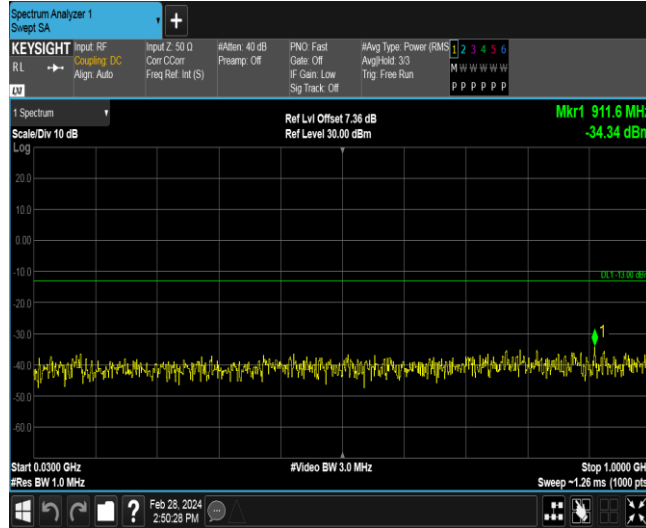 Spectrum Analyzer 1
Swept SA
+
KEYSIGHT
RL
LXI
Input: RF
Coupling: DC
Align: Auto
Input Z: 50 Ω
Corr CCorr
Freq Ref: Int (S)
#Atten: 40 dB
Preamp: Off
PNO: Fast
Gate: Off
IF Gain: Low
Sig Track: Off
#Avg Type: Power (RMS
Avg|Hold: 3/3
Trig: Free Run
1 2 3 4 5 6
M W W W W W
P P P P P P
1 Spectrum
Scale/Div 10 dB
Log
Ref Lvl Offset 7.36 dB
Ref Level 30.00 dBm
Mkr1 911.6 MHz
-34.34 dBm
20.0
10.0
0.00
-10.0
DL1 -13.00 dBm
-20.0
-30.0
1
-40.0
-50.0
-60.0
Start 0.0300 GHz
#Res BW 1.0 MHz
#Video BW 3.0 MHz
Stop 1.0000 GHz
Sweep ~1.26 ms (1000 pts
?
Feb 28, 2024
2:50:28 PM